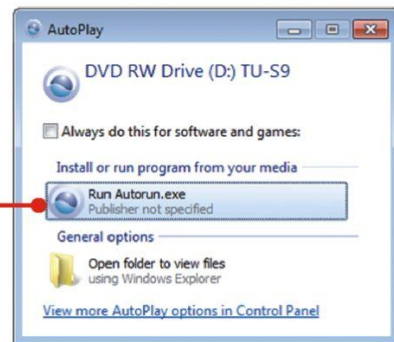 AutoPlay
DVD RW Drive (D:) TU-S9
Always do this for software and games:
Install or run program from your media
Run Autorun.exe
Publisher not specified
General options
Open folder to view files
using Windows Explorer
View more AutoPlay options in Control Panel